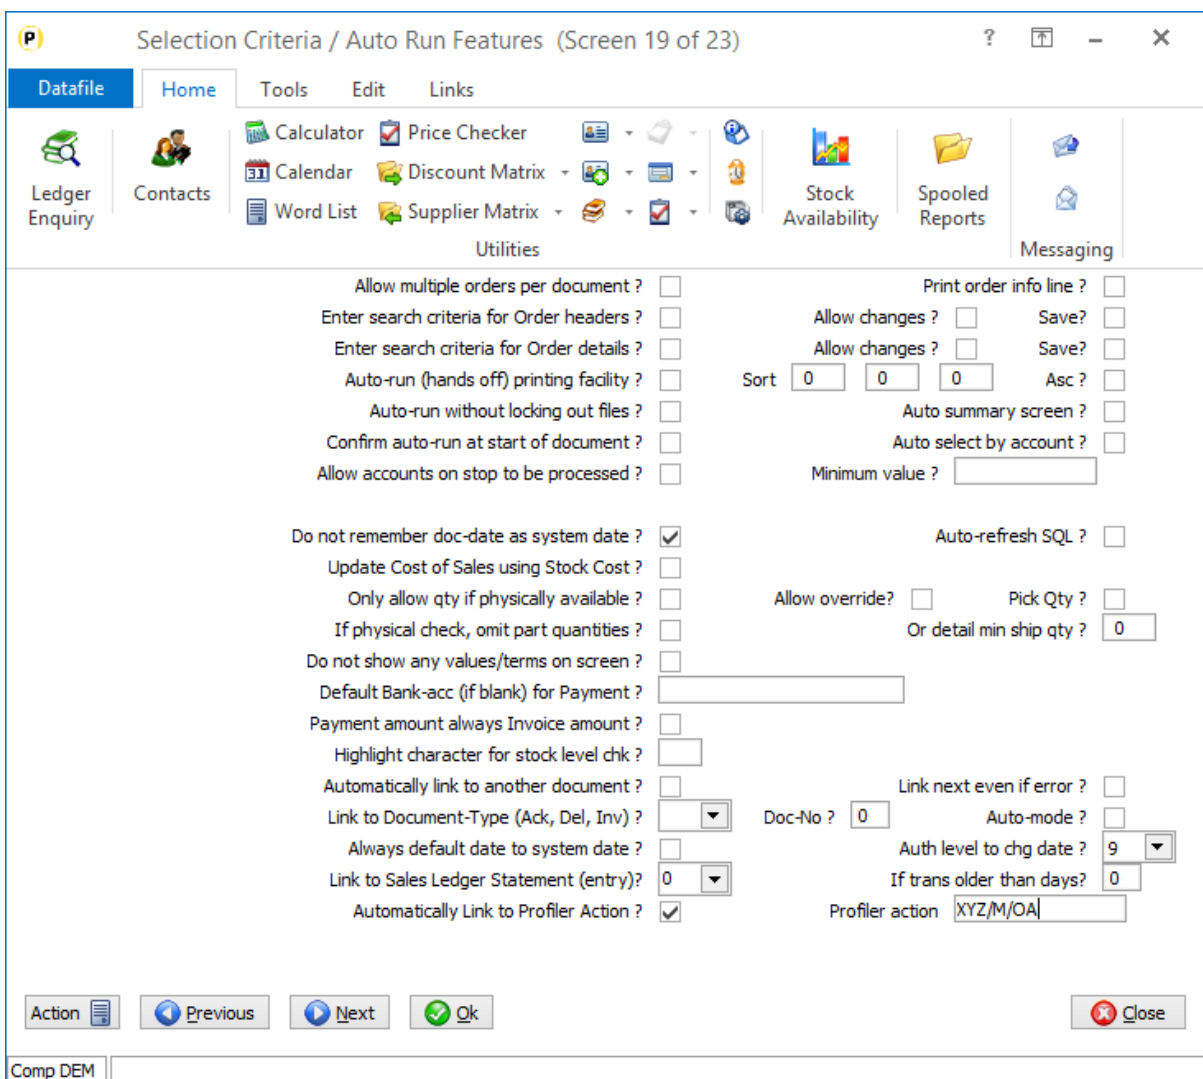 P Selection Criteria / Auto Run Features (Screen 19 of 23) ?
Datafile Home Tools Edit Links
Calculator Price Checker
Calendar Discount Matrix
Word List Supplier Matrix
Ledger Enquiry
Contacts
Stock Availability
Spooled Reports
Utilities Messaging
Allow multiple orders per document ? Print order info line ?
Enter search criteria for Order headers ? Allow changes ? Save?
Enter search criteria for Order details ? Allow changes ? Save?
Auto-run (hands off) printing facility ? Sort 0 0 0 Asc ?
Auto-run without locking out files ? Auto summary screen ?
Confirm auto-run at start of document ? Auto select by account ?
Allow accounts on stop to be processed ? Minimum value ?
Do not remember doc-date as system date ? Auto-refresh SQL ?
Update Cost of Sales using Stock Cost ?
Only allow qty if physically available ? Allow override? Pick Qty ?
If physical check, omit part quantities ? Or detail min ship qty ? 0
Do not show any values/terms on screen ?
Default Bank-acc (if blank) for Payment ?
Payment amount always Invoice amount ?
Highlight character for stock level chk ?
Automatically link to another document ? Link next even if error ?
Link to Document-Type (Ack, Del, Inv) ? Doc-No ? 0 Auto-mode ?
Always default date to system date ? Auth level to chg date ? 9
Link to Sales Ledger Statement (entry)? 0 If trans older than days? 0
Automatically Link to Profiler Action ? Profiler action XYZ/M/OA
Action Previous Next Ok Close
Comp DEM